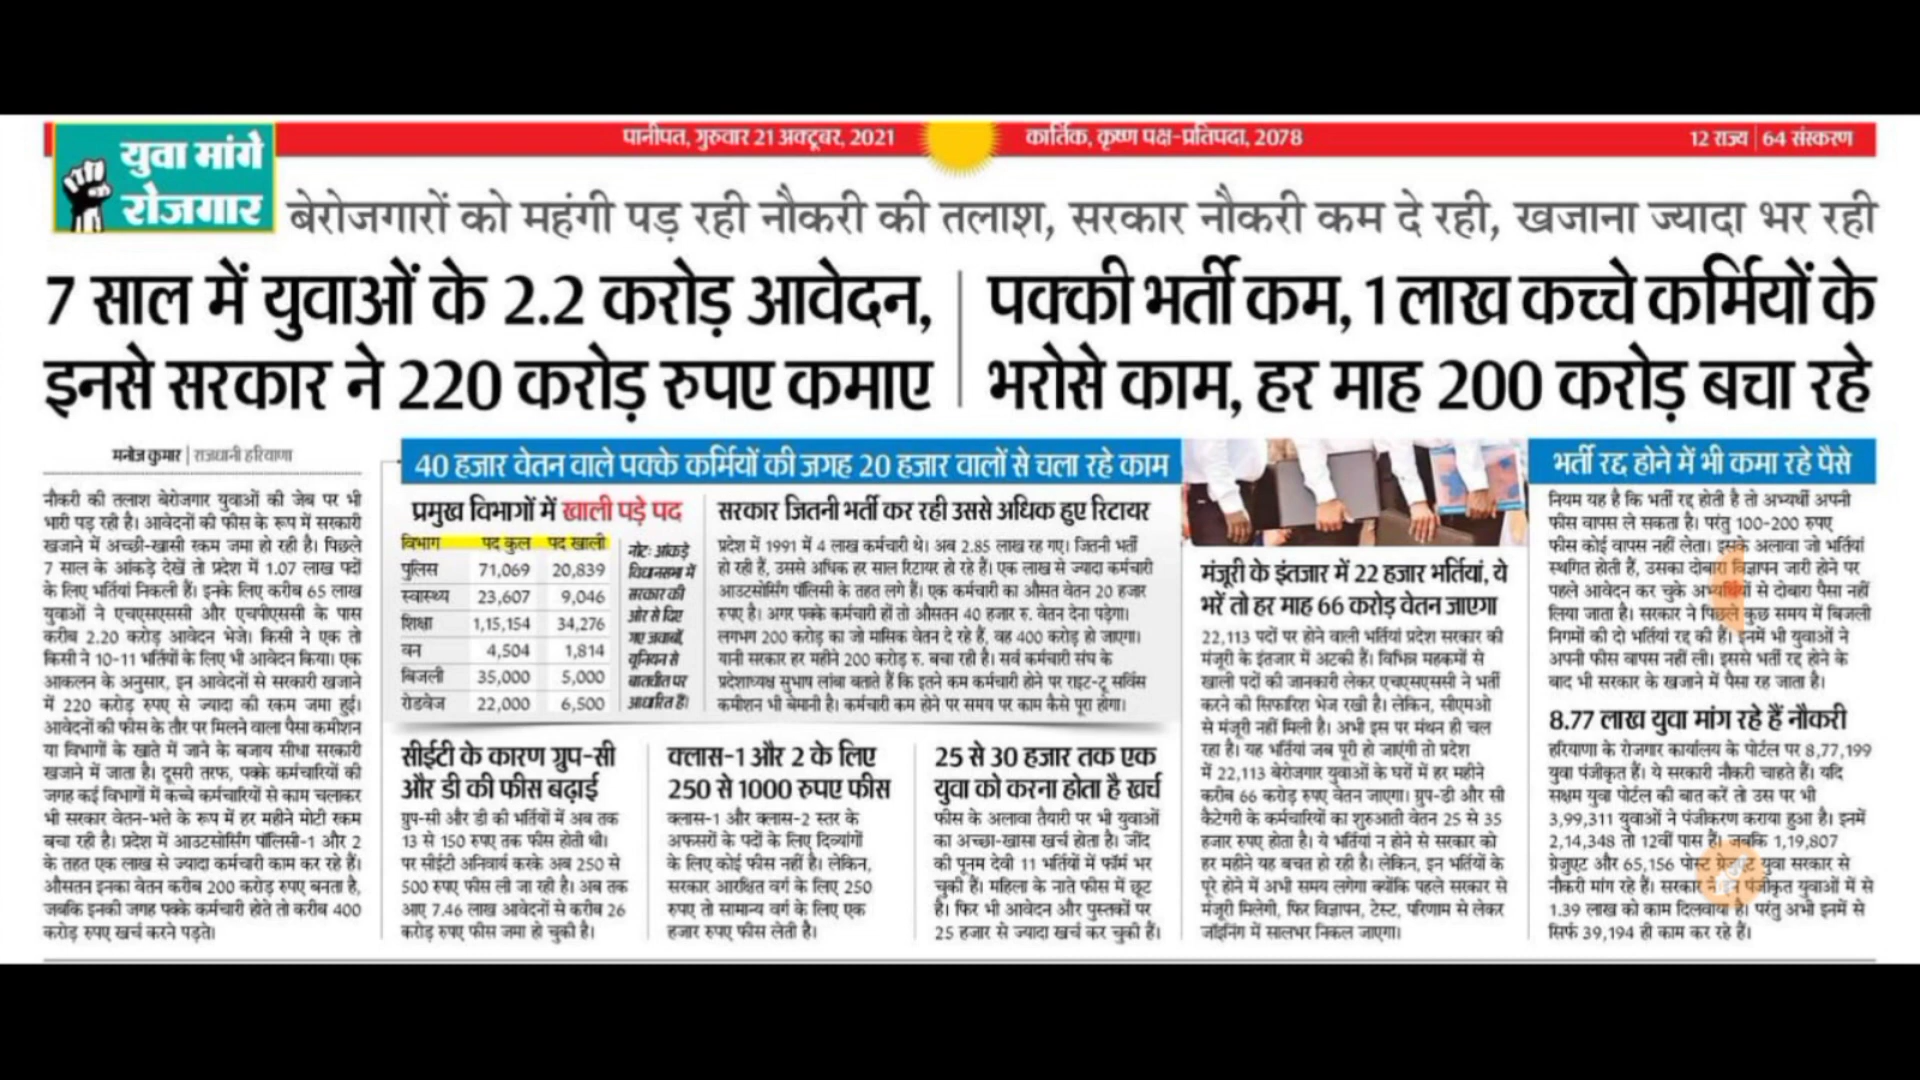 युवा मांगे
रोजगार
पानीपत, गुरुवार 21 अक्टूबर, 2021
कार्तिक, कृष्ण पक्ष-प्रतिपदा, 2078
12 राज्य | 64 संस्करण
बेरोजगारों को महंगी पड़ रही नौकरी की तलाश, सरकार नौकरी कम दे रही, खजाना ज्यादा भर रही
7 साल में युवाओं के 2.2 करोड़ आवेदन,
इनसे सरकार ने 220 करोड़ रुपए कमाए
पक्की भर्ती कम, 1 लाख कच्चे कर्मियों के
भरोसे काम, हर माह 200 करोड़ बचा रहे
मनोज कुमार | राजधानी हरियाणा
नौकरी की तलाश बेरोजगार युवाओं की जेब पर भी
भारी पड़ रही है। आवेदनों की फीस के रूप में सरकारी
खजाने में अच्छी-खासी रकम जमा हो रही है। पिछले
7 साल के आंकड़े देखें तो प्रदेश में 1.07 लाख पदों
के लिए भर्तियां निकली हैं। इनके लिए करीब 65 लाख
युवाओं ने एचएसएससी और एचपीएससी के पास
करीब 2.20 करोड़ आवेदन भेजे। किसी ने एक तो
किसी ने 10-11 भर्तियों के लिए भी आवेदन किया। एक
आकलन के अनुसार, इन आवेदनों से सरकारी खजाने
में 220 करोड़ रुपए से ज्यादा की रकम जमा हुई।
आवेदनों की फीस के तौर पर मिलने वाला पैसा कमीशन
या विभागों के खाते में जाने के बजाय सीधा सरकारी
खजाने में जाता है। दूसरी तरफ, पक्के कर्मचारियों की
जगह कई विभागों में कच्चे कर्मचारियों से काम चलाकर
भी सरकार वेतन-भत्ते के रूप में हर महीने मोटी रकम
बचा रही है। प्रदेश में आउटसोर्सिंग पॉलिसी-1 और 2
के तहत एक लाख से ज्यादा कर्मचारी काम कर रहे हैं।
औसतन इनका वेतन करीब 200 करोड़ रुपए बनता है,
जबकि इनकी जगह पक्के कर्मचारी होते तो करीब 400
करोड़ रुपए खर्च करने पड़ते।
40 हजार वेतन वाले पक्के कर्मियों की जगह 20 हजार वालों से चला रहे काम
प्रमुख विभागों में खाली पड़े पद
विभाग पद कुल पद खाली
पुलिस 71,069 20,839
स्वास्थ्य 23,607 9,046
शिक्षा 1,15,154 34,276
वन 4,504 1,814
बिजली 35,000 5,000
रोडवेज 22,000 6,500
नोट: आंकड़े
विधानसभा में
सरकार की
ओर से दिए
गए जवाबों,
यूनियन से
बातचीत पर
आधारित हैं।
सरकार जितनी भर्ती कर रही उससे अधिक हुए रिटायर
प्रदेश में 1991 में 4 लाख कर्मचारी थे। अब 2.85 लाख रह गए। जितनी भर्ती
हो रही हैं, उससे अधिक हर साल रिटायर हो रहे हैं। एक लाख से ज्यादा कर्मचारी
आउटसोर्सिंग पॉलिसी के तहत लगे हैं। एक कर्मचारी का औसत वेतन 20 हजार
रुपए है। अगर पक्के कर्मचारी हों तो औसतन 40 हजार रु. वेतन देना पड़ेगा।
लगभग 200 करोड़ का जो मासिक वेतन दे रहे हैं, वह 400 करोड़ हो जाएगा।
यानी सरकार हर महीने 200 करोड़ रु. बचा रही है। सर्व कर्मचारी संघ के
प्रदेशाध्यक्ष सुभाष लांबा बताते हैं कि इतने कम कर्मचारी होने पर राइट-टू सर्विस
कमीशन भी बेमानी है। कर्मचारी कम होने पर समय पर काम कैसे पूरा होगा।
सीईटी के कारण ग्रुप-सी
और डी की फीस बढ़ाई
ग्रुप-सी और डी की भर्तियों में अब तक
13 से 150 रुपए तक फीस होती थी।
पर सीईटी अनिवार्य करके अब 250 से
500 रुपए फीस ली जा रही है। अब तक
आए 7.46 लाख आवेदनों से करीब 26
करोड़ रुपए फीस जमा हो चुकी है।
क्लास-1 और 2 के लिए
250 से 1000 रुपए फीस
क्लास-1 और क्लास-2 स्तर के
अफसरों के पदों के लिए दिव्यांगों
के लिए कोई फीस नहीं है। लेकिन,
सरकार आरक्षित वर्ग के लिए 250
रुपए तो सामान्य वर्ग के लिए एक
हजार रुपए फीस लेती है।
25 से 30 हजार तक एक
युवा को करना होता है खर्च
फीस के अलावा तैयारी पर भी युवाओं
का अच्छा-खासा खर्च होता है। जींद
की पूनम देवी 11 भर्तियों में फॉर्म भर
चुकी हैं। महिला के नाते फीस में छूट
है। फिर भी आवेदन और पुस्तकों पर
25 हजार से ज्यादा खर्च कर चुकी हैं।
मंजूरी के इंतजार में 22 हजार भर्तियां, ये
भरें तो हर माह 66 करोड़ वेतन जाएगा
22,113 पदों पर होने वाली भर्तियां प्रदेश सरकार की
मंजूरी के इंतजार में अटकी हैं। विभिन्न महकमों से
खाली पदों की जानकारी लेकर एचएसएससी ने भर्ती
करने की सिफारिश भेज रखी है। लेकिन, सीएमओ
से मंजूरी नहीं मिली है। अभी इस पर मंथन ही चल
रहा है। यह भर्तियां जब पूरी हो जाएंगी तो प्रदेश
में 22,113 बेरोजगार युवाओं के घरों में हर महीने
करीब 66 करोड़ रुपए वेतन जाएगा। ग्रुप-डी और सी
कैटेगरी के कर्मचारियों का शुरुआती वेतन 25 से 35
हजार रुपए होता है। ये भर्तियां न होने से सरकार को
हर महीने यह बचत हो रही है। लेकिन, इन भर्तियों के
पूरे होने में अभी समय लगेगा क्योंकि पहले सरकार से
मंजूरी मिलेगी, फिर विज्ञापन, टेस्ट, परिणाम से लेकर
जॉइनिंग में सालभर निकल जाएगा।
भर्ती रद्द होने में भी कमा रहे पैसे
नियम यह है कि भर्ती रद्द होती है तो अभ्यर्थी अपनी
फीस वापस ले सकता है। परंतु 100-200 रुपए
फीस कोई वापस नहीं लेता। इसके अलावा जो भर्तियां
स्थगित होती हैं, उसका दोबारा विज्ञापन जारी होने पर
पहले आवेदन कर चुके अभ्यर्थियों से दोबारा पैसा नहीं
लिया जाता है। सरकार ने पिछले कुछ समय में बिजली
निगमों की दो भर्तियां रद्द की हैं। इनमें भी युवाओं ने
अपनी फीस वापस नहीं ली। इससे भर्ती रद्द होने के
बाद भी सरकार के खजाने में पैसा रह जाता है।
8.77 लाख युवा मांग रहे हैं नौकरी
हरियाणा के रोजगार कार्यालय के पोर्टल पर 8,77,199
युवा पंजीकृत हैं। ये सरकारी नौकरी चाहते हैं। यदि
सक्षम युवा पोर्टल की बात करें तो उस पर भी
3,99,311 युवाओं ने पंजीकरण कराया हुआ है। इनमें
2,14,348 तो 12वीं पास हैं। जबकि 1,19,807
ग्रेजुएट और 65,156 पोस्ट ग्रेजुएट युवा सरकार से
नौकरी मांग रहे हैं। सरकार ने इन पंजीकृत युवाओं में से
1.39 लाख को काम दिलवाया है। परंतु अभी इनमें से
सिर्फ 39,194 ही काम कर रहे हैं।